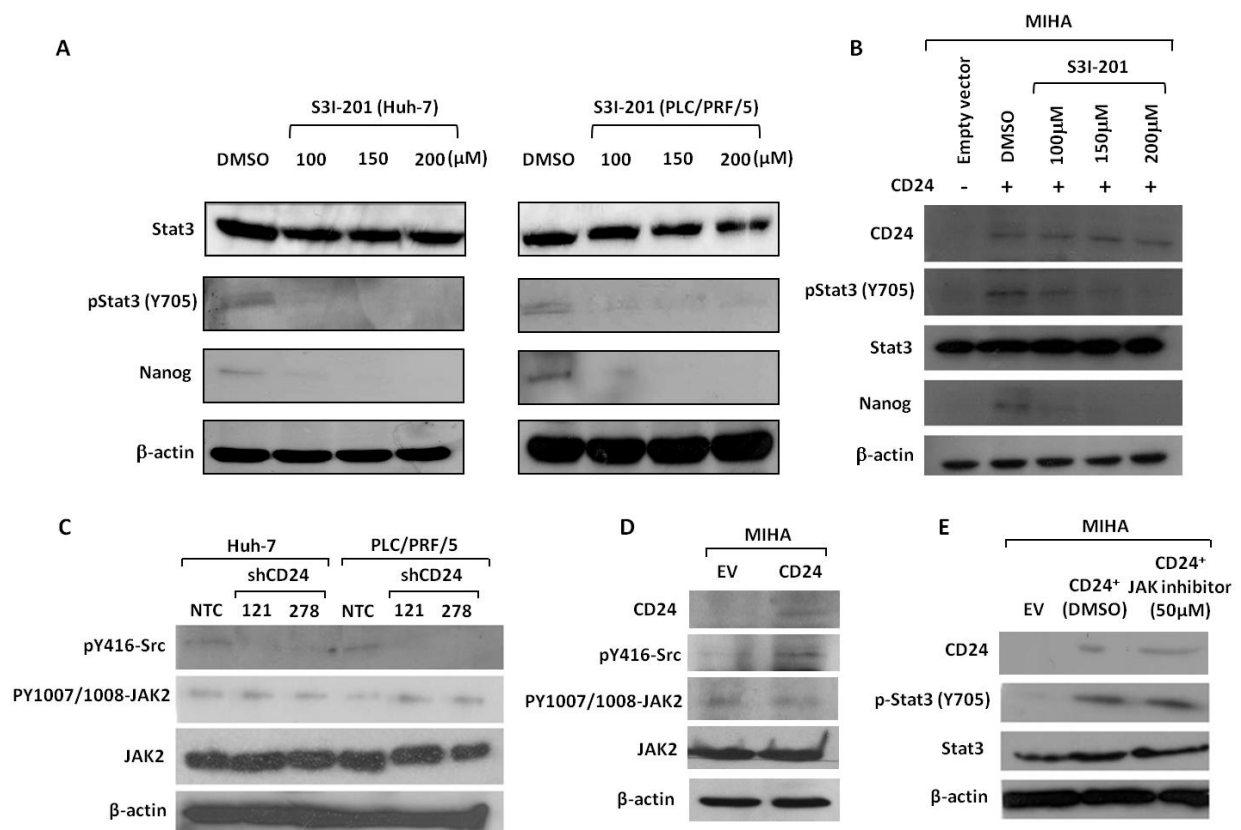 A
S3I-201 (Huh-7)
S3I-201 (PLC/PRF/5)
DMSO 100 150 200 (μM)
DMSO 100 150 200 (μM)
Stat3
pStat3 (Y705)
Nanog
β-actin
B
MIHA
S3I-201
Empty vector
DMSO
100μM
150μM
200μM
CD24 - + + + +
CD24
pStat3 (Y705)
Stat3
Nanog
β-actin
C
Huh-7 PLC/PRF/5
shCD24 shCD24
NTC 121 278 NTC 121 278
pY416-Src
PY1007/1008-JAK2
JAK2
β-actin
D
MIHA
EV CD24
CD24
pY416-Src
PY1007/1008-JAK2
JAK2
β-actin
E
MIHA
EV
CD24⁺
(DMSO)
CD24⁺
JAK inhibitor
(50μM)
CD24
p-Stat3 (Y705)
Stat3
β-actin